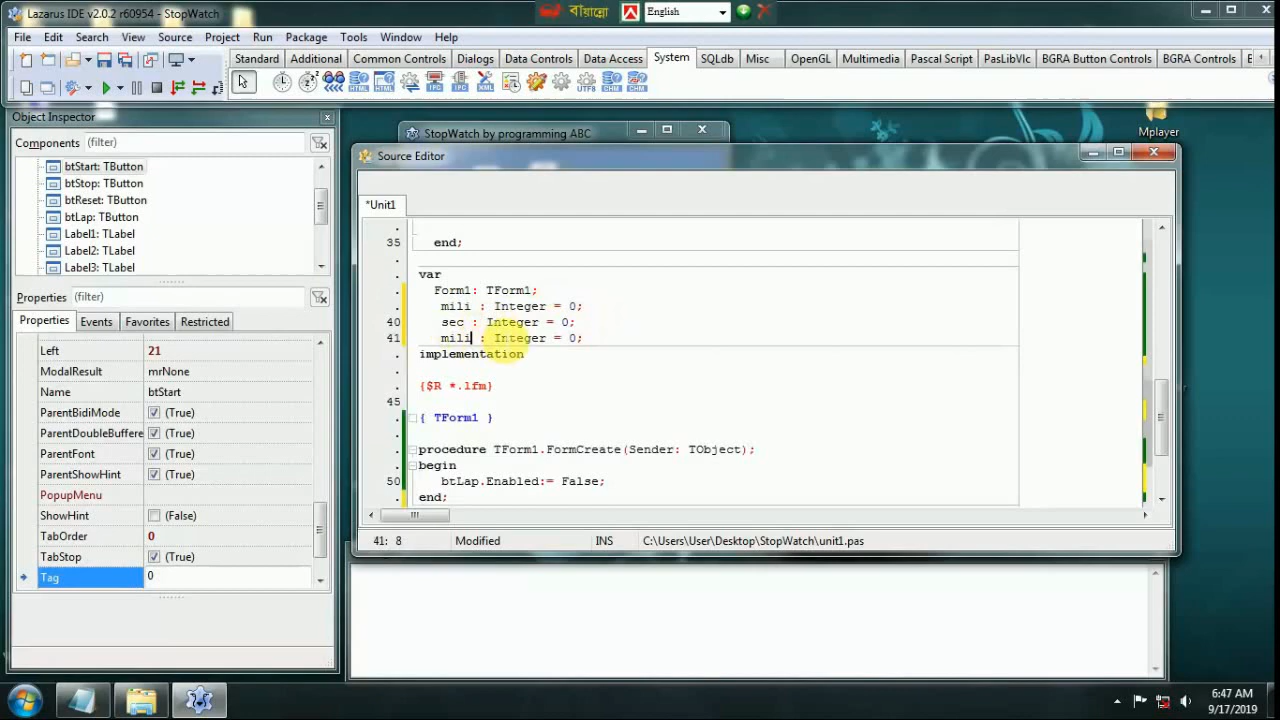 Lazarus IDE v2.0.2 r60954 - StopWatch
বায়ান্নো
English
File Edit Search View Source Project Run Package Tools Window Help
Standard Additional Common Controls Dialogs Data Controls Data Access System SQLdb Misc OpenGL Multimedia Pascal Script PasLibVlc BGRA Button Controls BGRA Controls
Object Inspector
Components (filter)
btStart: TButton
btStop: TButton
btReset: TButton
btLap: TButton
Label1: TLabel
Label2: TLabel
Label3: TLabel
Properties (filter)
Properties Events Favorites Restricted
Left 21
ModalResult mrNone
Name btStart
ParentBidiMode (True)
ParentDoubleBuffere (True)
ParentFont (True)
ParentShowHint (True)
PopupMenu
ShowHint (False)
TabOrder 0
TabStop (True)
Tag 0
StopWatch by programming ABC
Source Editor
*Unit1
35 end;
var
Form1: TForm1;
mili : Integer = 0;
40 sec : Integer = 0;
41 mili : Integer = 0;
implementation
{$R *.lfm}
45
{ TForm1 }
procedure TForm1.FormCreate(Sender: TObject);
begin
50 btLap.Enabled:= False;
end;
41: 8 Modified INS C:\Users\User\Desktop\StopWatch\unit1.pas
Mplayer
6:47 AM
9/17/2019